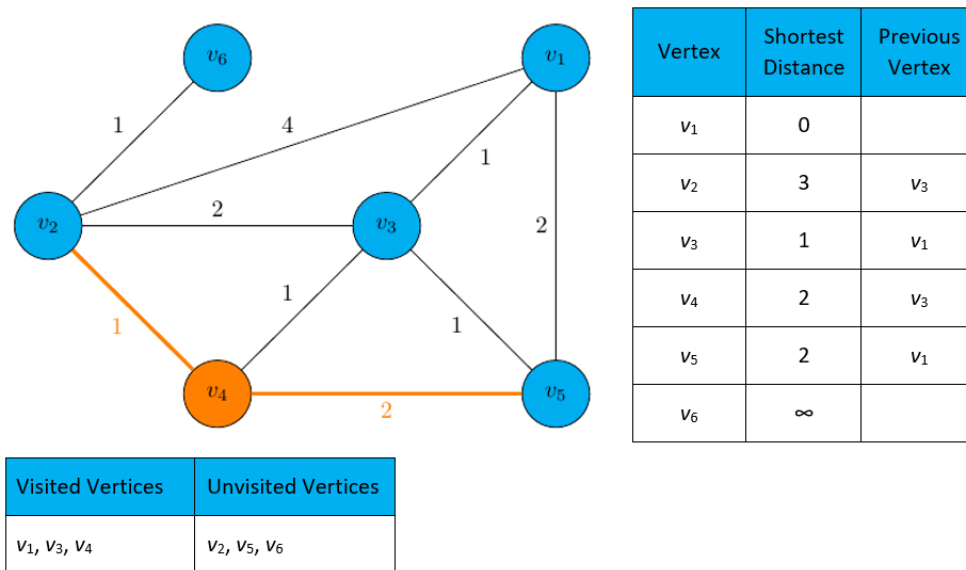 v₆
v₁
1
4
1
2
2
v₂
v₃
1
1
1
v₄
2
v₅
Vertex Shortest Distance Previous Vertex
v₁ 0
v₂ 3 v₃
v₃ 1 v₁
v₄ 2 v₃
v₅ 2 v₁
v₆ ∞
Visited Vertices Unvisited Vertices
v₁, v₃, v₄ v₂, v₅, v₆